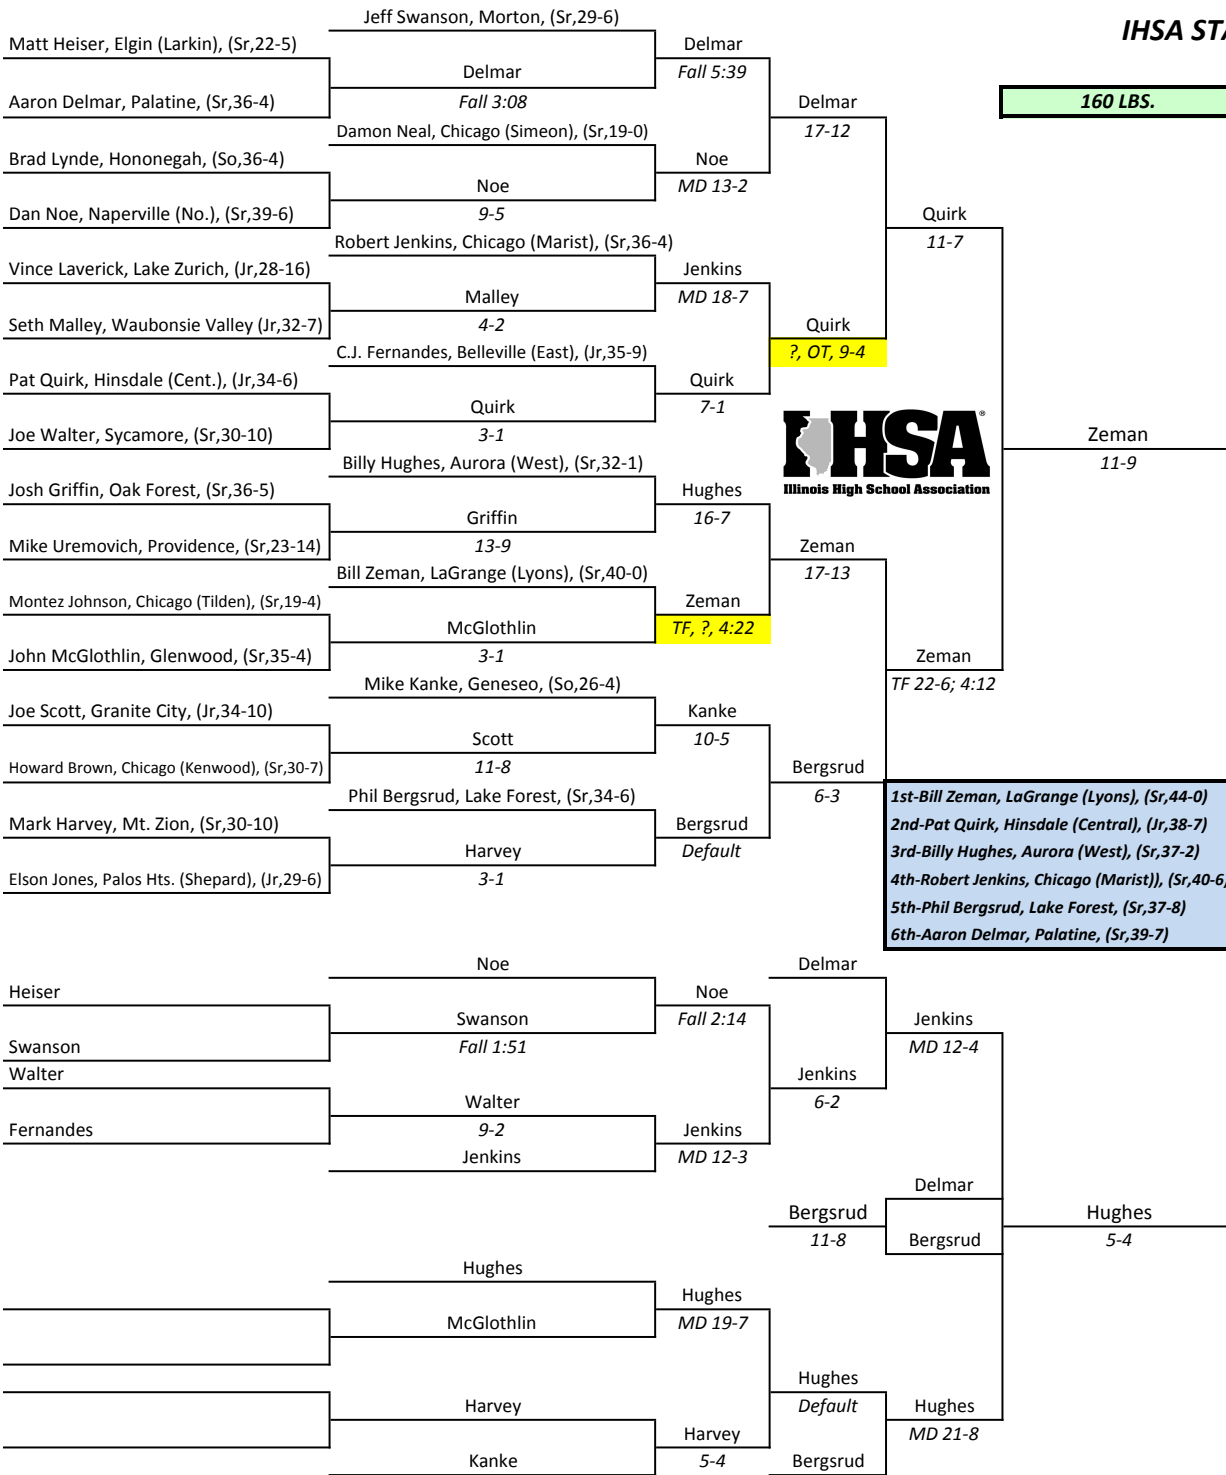 IHSA STA
160 LBS.
Jeff Swanson, Morton, (Sr,29-6)
Matt Heiser, Elgin (Larkin), (Sr,22-5)
Delmar
Delmar
Fall 5:39
Aaron Delmar, Palatine, (Sr,36-4)
Fall 3:08
Delmar
Damon Neal, Chicago (Simeon), (Sr,19-0)
17-12
Brad Lynde, Hononegah, (So,36-4)
Noe
Noe
MD 13-2
Dan Noe, Naperville (No.), (Sr,39-6)
9-5
Quirk
Robert Jenkins, Chicago (Marist), (Sr,36-4)
11-7
Vince Laverick, Lake Zurich, (Jr,28-16)
Jenkins
Malley
MD 18-7
Seth Malley, Waubonsie Valley (Jr,32-7)
4-2
Quirk
C.J. Fernandes, Belleville (East), (Jr,35-9)
?, OT, 9-4
Pat Quirk, Hinsdale (Cent.), (Jr,34-6)
Quirk
Quirk
7-1
Joe Walter, Sycamore, (Sr,30-10)
3-1
IHSA
®
Illinois High School Association
Zeman
11-9
Billy Hughes, Aurora (West), (Sr,32-1)
Josh Griffin, Oak Forest, (Sr,36-5)
Hughes
Griffin
16-7
Mike Uremovich, Providence, (Sr,23-14)
13-9
Zeman
Bill Zeman, LaGrange (Lyons), (Sr,40-0)
17-13
Montez Johnson, Chicago (Tilden), (Sr,19-4)
Zeman
McGlothlin
TF, ?, 4:22
John McGlothlin, Glenwood, (Sr,35-4)
3-1
Zeman
Mike Kanke, Geneseo, (So,26-4)
TF 22-6; 4:12
Joe Scott, Granite City, (Jr,34-10)
Kanke
Scott
10-5
Howard Brown, Chicago (Kenwood), (Sr,30-7)
11-8
Bergsrud
Phil Bergsrud, Lake Forest, (Sr,34-6)
6-3
Mark Harvey, Mt. Zion, (Sr,30-10)
Bergsrud
Harvey
Default
Elson Jones, Palos Hts. (Shepard), (Jr,29-6)
3-1
1st-Bill Zeman, LaGrange (Lyons), (Sr,44-0)
2nd-Pat Quirk, Hinsdale (Central), (Jr,38-7)
3rd-Billy Hughes, Aurora (West), (Sr,37-2)
4th-Robert Jenkins, Chicago (Marist)), (Sr,40-6)
5th-Phil Bergsrud, Lake Forest, (Sr,37-8)
6th-Aaron Delmar, Palatine, (Sr,39-7)
Noe
Delmar
Heiser
Noe
Swanson
Fall 2:14
Jenkins
Swanson
Fall 1:51
MD 12-4
Walter
Jenkins
Walter
6-2
Fernandes
9-2
Jenkins
Jenkins
MD 12-3
Delmar
Bergsrud
Hughes
11-8
Bergsrud
5-4
Hughes
Hughes
McGlothlin
MD 19-7
Hughes
Harvey
Default
Hughes
Harvey
MD 21-8
Kanke
5-4
Bergsrud